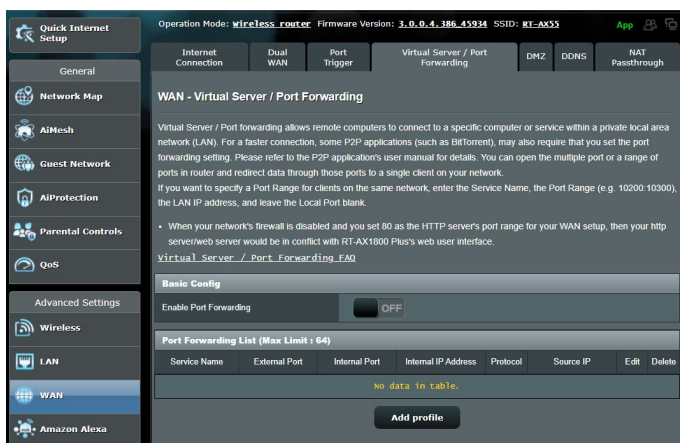 Quick Internet
Setup
General
Network Map
AiMesh
Guest Network
AiProtection
Parental Controls
QoS
Advanced Settings
Wireless
LAN
WAN
Amazon Alexa
Operation Mode: Wireless router Firmware Version: 3.0.0.4.386_45934 SSID: RT-AX55
App
Internet
Connection
Dual
WAN
Port
Trigger
Virtual Server / Port
Forwarding
DMZ
DDNS
NAT
Passthrough
WAN - Virtual Server / Port Forwarding
Virtual Server / Port forwarding allows remote computers to connect to a specific computer or service within a private local area
network (LAN). For a faster connection, some P2P applications (such as BitTorrent), may also require that you set the port
forwarding setting. Please refer to the P2P application's user manual for details. You can open the multiple port or a range of
ports in router and redirect data through those ports to a single client on your network.
If you want to specify a Port Range for clients on the same network, enter the Service Name, the Port Range (e.g. 10200:10300),
the LAN IP address, and leave the Local Port blank.
• When your network's firewall is disabled and you set 80 as the HTTP server's port range for your WAN setup, then your http
server/web server would be in conflict with RT-AX1800 Plus's web user interface.
Virtual Server / Port Forwarding FAQ
Basic Config
Enable Port Forwarding
OFF
Port Forwarding List (Max Limit : 64)
Service Name External Port Internal Port Internal IP Address Protocol Source IP Edit Delete
No data in table.
Add profile